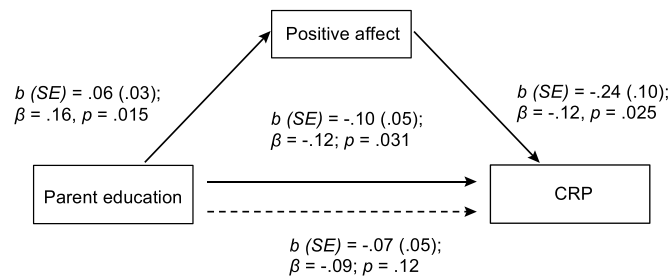 Positive affect
b (SE) = .06 (.03);
β = .16, p = .015
b (SE) = -.24 (.10);
β = -.12, p = .025
b (SE) = -.10 (.05);
β = -.12; p = .031
Parent education
CRP
b (SE) = -.07 (.05);
β = -.09; p = .12